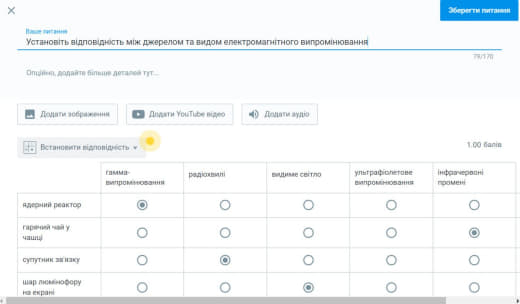 Зберегти питання
Ваше питання
Установіть відповідність між джерелом та видом електромагнітного випромінювання
79/170
Опційно, додайте більше деталей тут...
Додати зображення
Додати YouTube відео
Додати аудіо
Встановити відповідність
1.00 балів
гамма-
випромінювання
радіохвилі
видиме світло
ультрафіолетове
випромінювання
інфрачервоні
промені
ядерний реактор
гарячий чай у
чашці
супутник зв'язку
шар люмінофору
на екрані